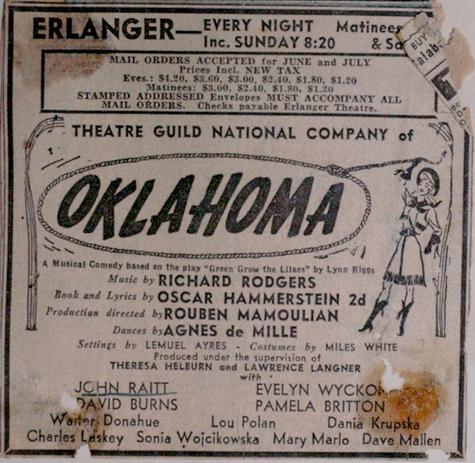 ERLANGER—EVERY NIGHT Matinees
Inc. SUNDAY 8:20 & Sa
BUY
MAIL ORDERS ACCEPTED for JUNE and JULY
Prices Incl. NEW TAX
Eves.: $4.20, $3.60, $3.00, $2.40, $1.80, $1.20
Matinees: $3.00, $2.40, $1.80, $1.20
STAMPED ADDRESSED Envelopes MUST ACCOMPANY ALL
MAIL ORDERS. Checks payable Erlanger Theatre.
THEATRE GUILD NATIONAL COMPANY of
OKLAHOMA
A Musical Comedy based on the play "Green Grow the Lilacs" by Lynn Riggs
Music by RICHARD RODGERS
Book and Lyrics by OSCAR HAMMERSTEIN 2d
Production directed by ROUBEN MAMOULIAN
Dances by AGNES de MILLE
Settings by LEMUEL AYRES - Costumes by MILES WHITE
Produced under the supervision of
THERESA HELBURN and LAWRENCE LANGNER
with
JOHN RAITT EVELYN WYCKO
DAVID BURNS PAMELA BRITTON
Walter Donahue Lou Polan Dania Krupska
Charles Laskey Sonia Wojcikowska Mary Marlo Dave Mallen